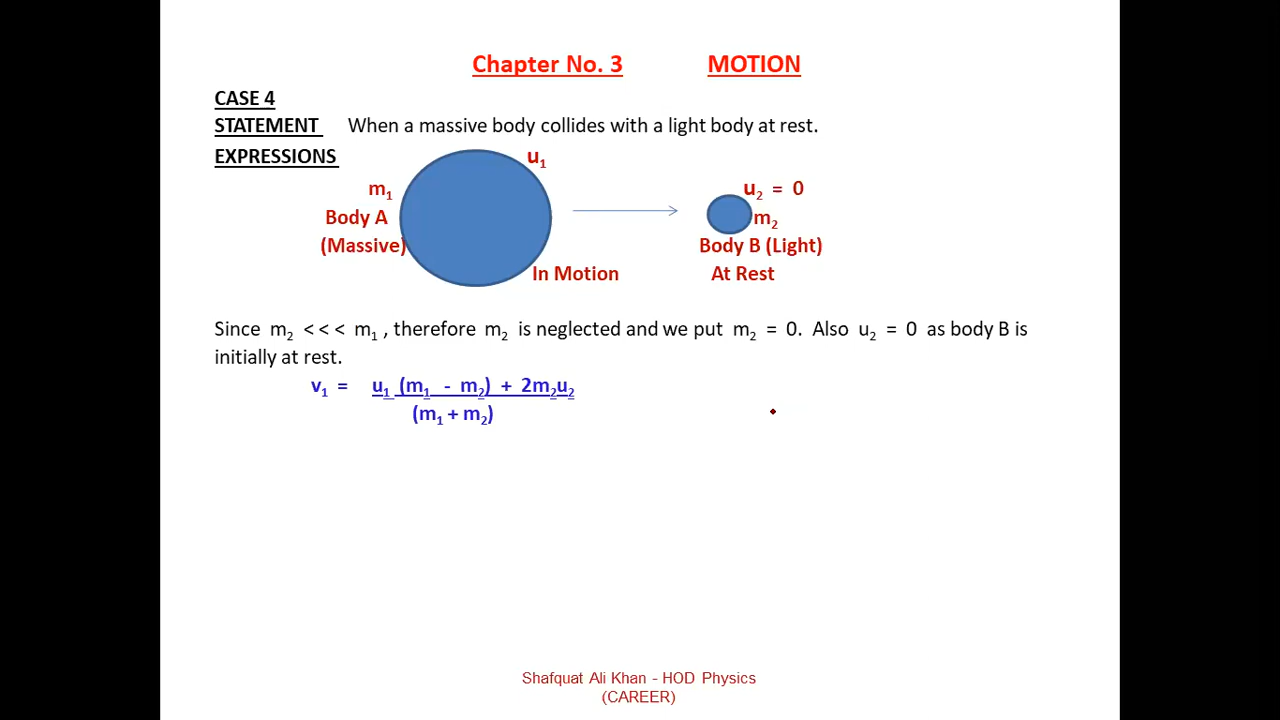 Chapter No. 3 MOTION
CASE 4
STATEMENT When a massive body collides with a light body at rest.
EXPRESSIONS
u₁
m₁
Body A
(Massive)
In Motion
u₂ = 0
m₂
Body B (Light)
At Rest
Since m₂ < < < m₁ , therefore m₂ is neglected and we put m₂ = 0. Also u₂ = 0 as body B is
initially at rest.
v₁ = u₁ (m₁ - m₂) + 2m₂u₂
(m₁ + m₂)
Shafquat Ali Khan - HOD Physics
(CAREER)